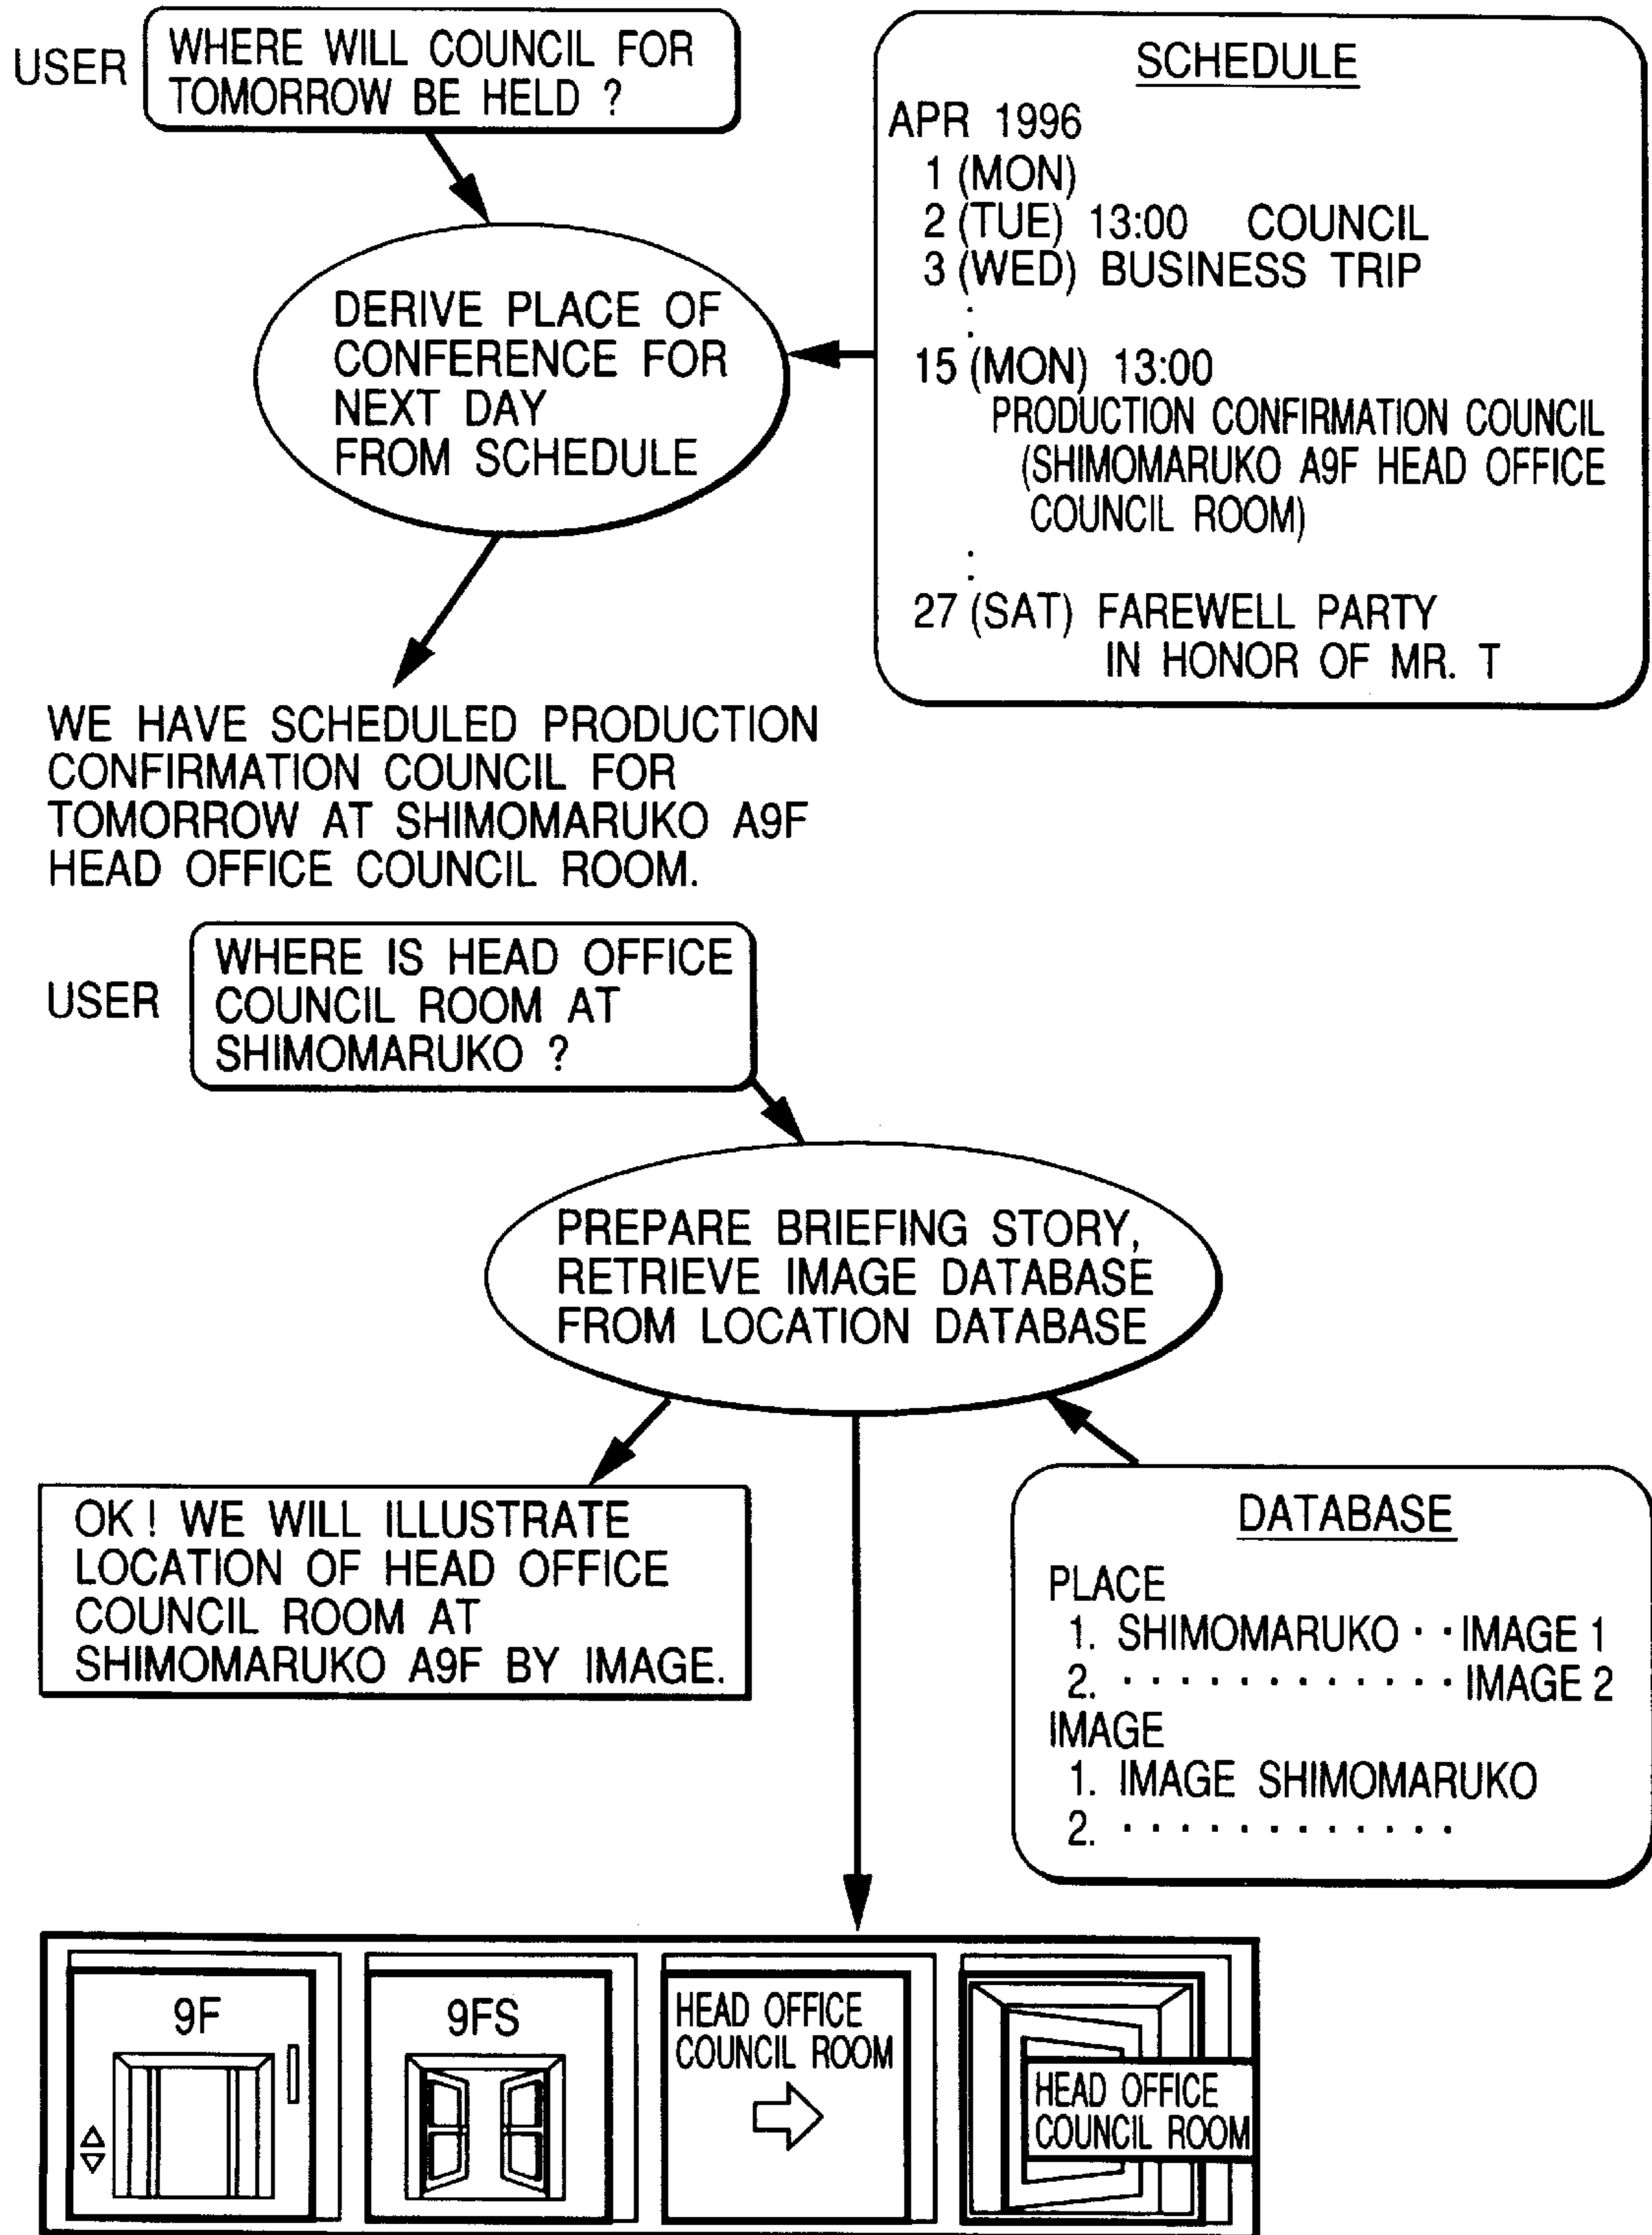 USER
WHERE WILL COUNCIL FOR
TOMORROW BE HELD ?
SCHEDULE
APR 1996
1 (MON)
2 (TUE) 13:00 COUNCIL
3 (WED) BUSINESS TRIP
:
15 (MON) 13:00
PRODUCTION CONFIRMATION COUNCIL
(SHIMOMARUKO A9F HEAD OFFICE
COUNCIL ROOM)
:
27 (SAT) FAREWELL PARTY
IN HONOR OF MR. T
DERIVE PLACE OF
CONFERENCE FOR
NEXT DAY
FROM SCHEDULE
WE HAVE SCHEDULED PRODUCTION
CONFIRMATION COUNCIL FOR
TOMORROW AT SHIMOMARUKO A9F
HEAD OFFICE COUNCIL ROOM.
USER
WHERE IS HEAD OFFICE
COUNCIL ROOM AT
SHIMOMARUKO ?
PREPARE BRIEFING STORY,
RETRIEVE IMAGE DATABASE
FROM LOCATION DATABASE
OK ! WE WILL ILLUSTRATE
LOCATION OF HEAD OFFICE
COUNCIL ROOM AT
SHIMOMARUKO A9F BY IMAGE.
DATABASE
PLACE
1. SHIMOMARUKO · · IMAGE 1
2. · · · · · · · · · · · · IMAGE 2
IMAGE
1. IMAGE SHIMOMARUKO
2. · · · · · · · · · · · ·
9F
9FS
HEAD OFFICE
COUNCIL ROOM
HEAD OFFICE
COUNCIL ROOM